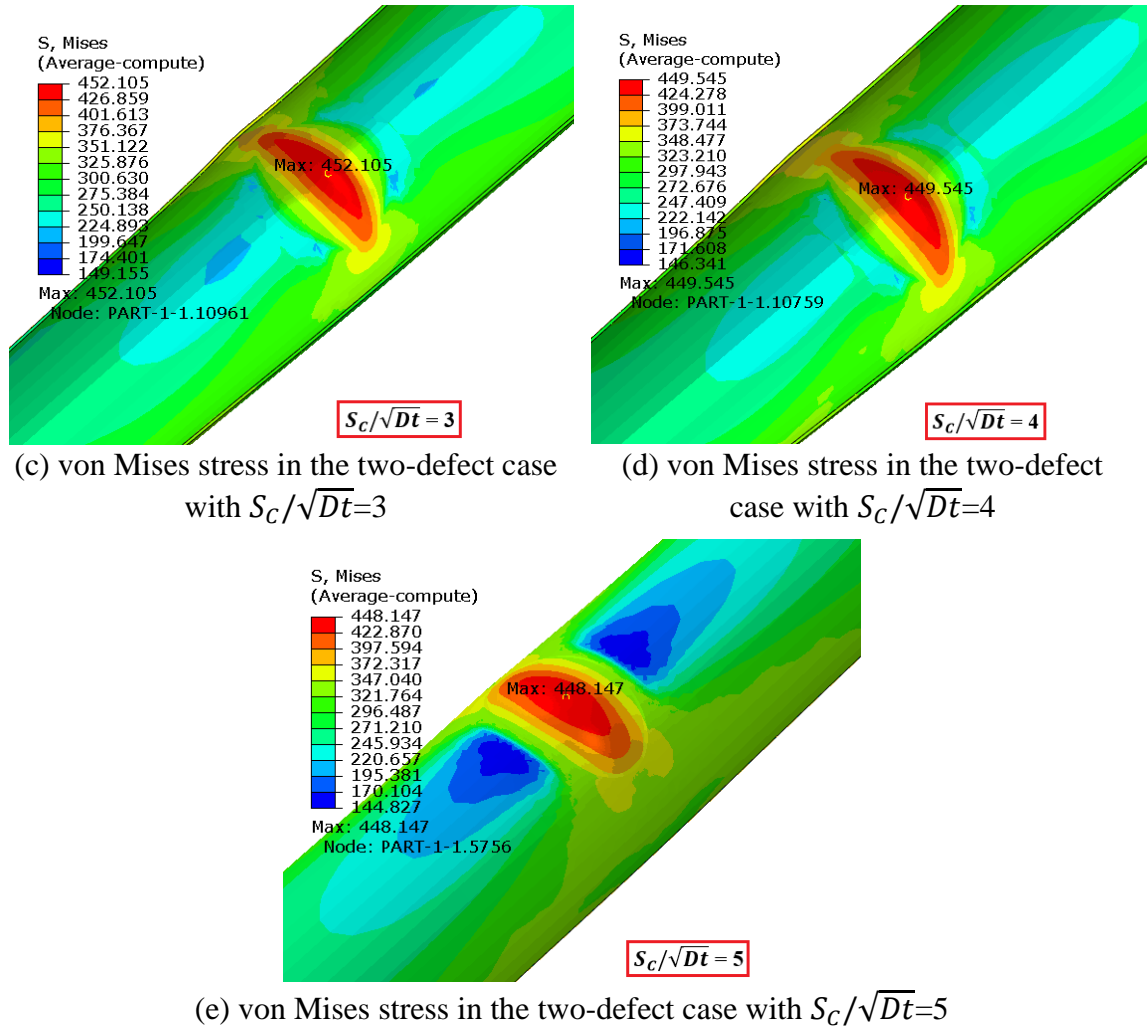 S, Mises
(Average-compute)
452.105
426.859
401.613
376.367
351.122
325.876
300.630
275.384
250.138
224.893
199.647
174.401
149.155
Max: 452.105
Node: PART-1-1.10961
Max: 452.105
S_C/√Dt = 3
(c) von Mises stress in the two-defect case
with S_C/√Dt=3
S, Mises
(Average-compute)
449.545
424.278
399.011
373.744
348.477
323.210
297.943
272.676
247.409
222.142
196.875
171.608
146.341
Max: 449.545
Node: PART-1-1.10759
Max: 449.545
S_C/√Dt = 4
(d) von Mises stress in the two-defect
case with S_C/√Dt=4
S, Mises
(Average-compute)
448.147
422.870
397.594
372.317
347.040
321.764
296.487
271.210
245.934
220.657
195.381
170.104
144.827
Max: 448.147
Node: PART-1-1.5756
Max: 448.147
S_C/√Dt = 5
(e) von Mises stress in the two-defect case with S_C/√Dt=5